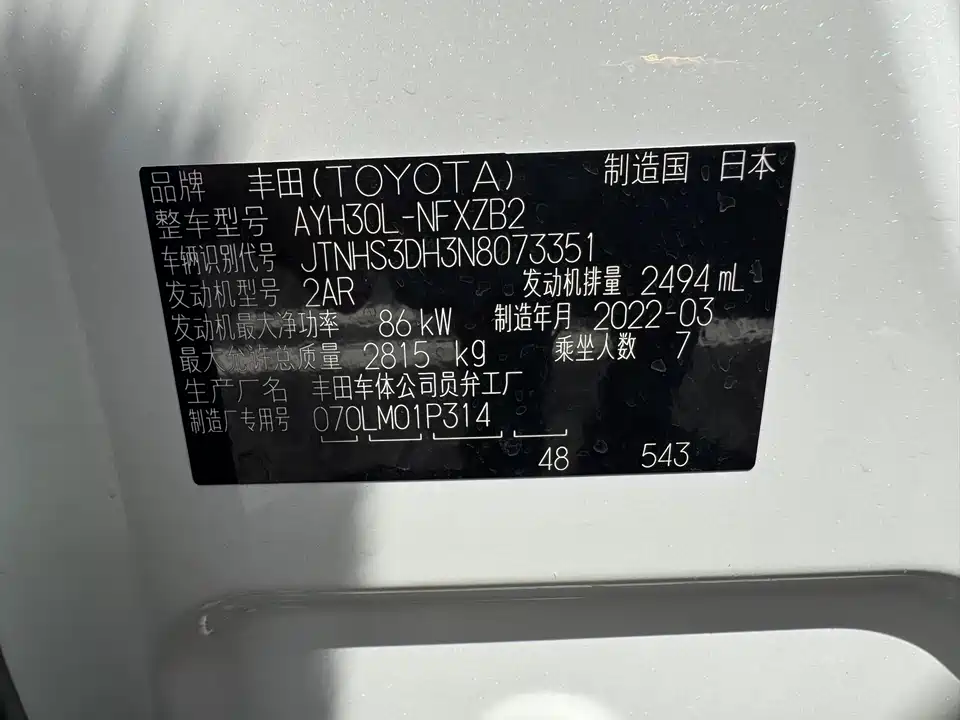 品牌 丰田(TOYOTA) 制造国 日本
整车型号 AYH30L-NFXZB2
车辆识别代号 JTNHS3DH3N8073351
发动机型号 2AR 发动机排量 2494 mL
发动机最大净功率 86 kW 制造年月 2022-03
最大允许总质量 2815 kg 乘坐人数 7
生产厂名 丰田车体公司员弁工厂
制造厂专用号 070LM01P314
48 543